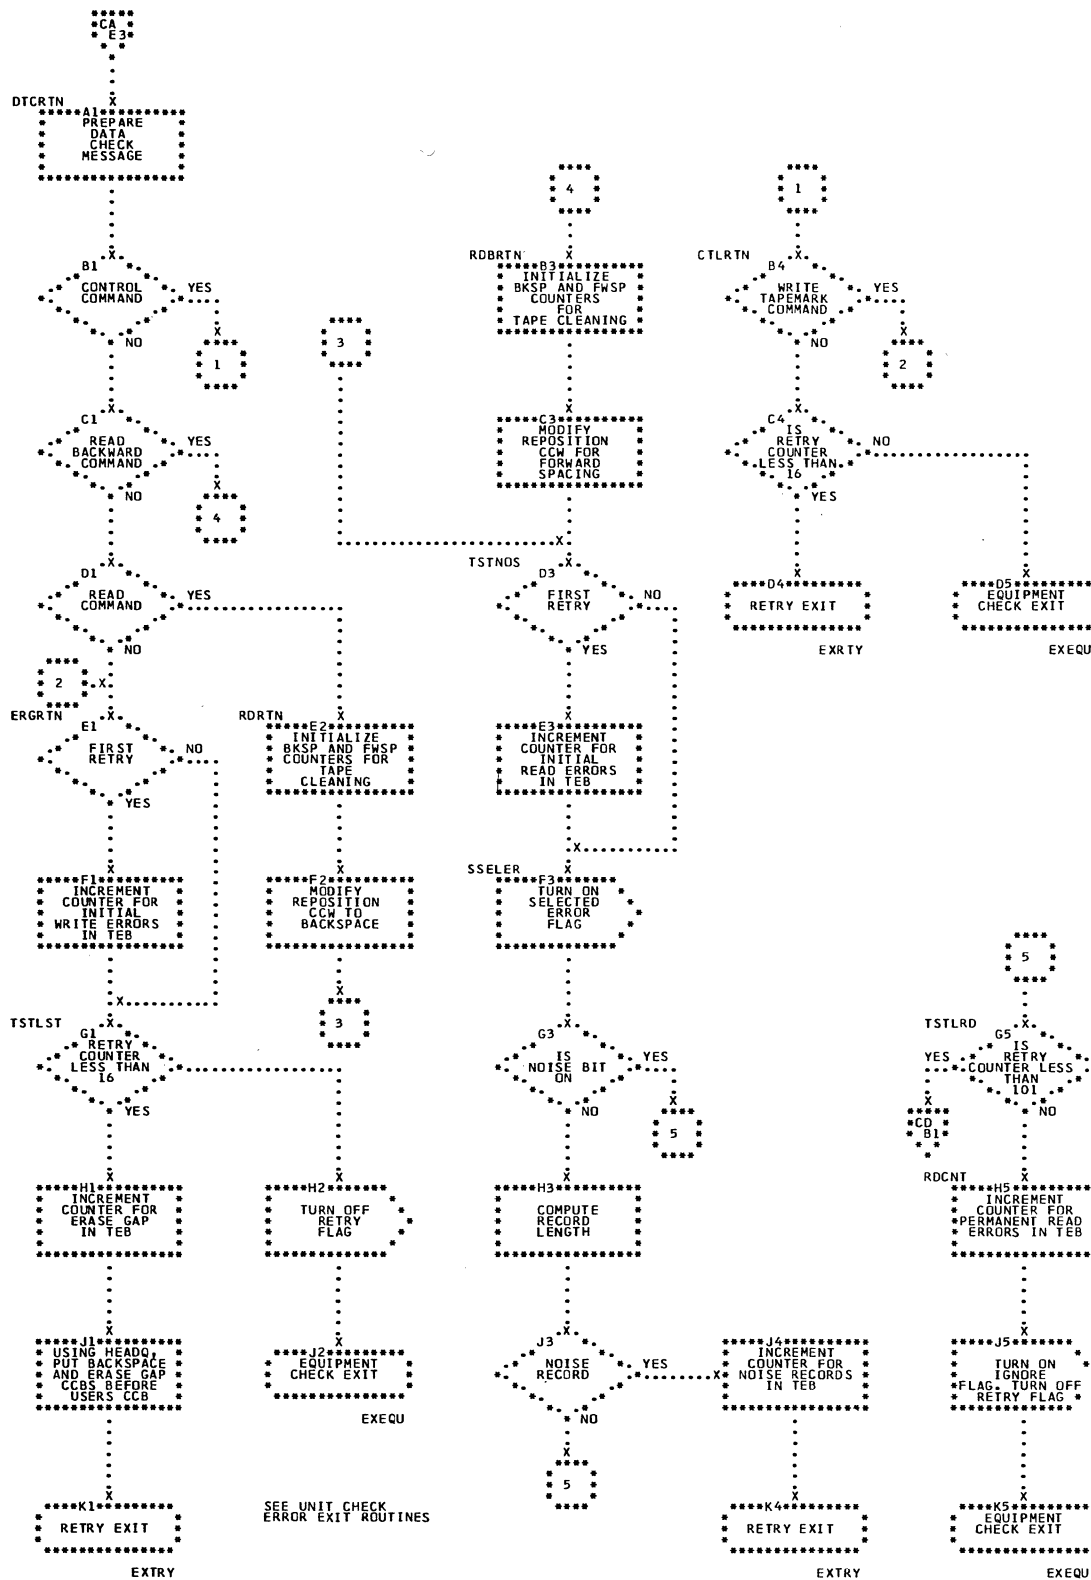 CA
E3
DTCRTN
A1
PREPARE
DATA
CHECK
MESSAGE
B1
CONTROL
COMMAND
YES
NO
1
C1
READ
BACKWARD
COMMAND
YES
NO
4
D1
READ
COMMAND
YES
NO
2
ERGRTN
E1
FIRST
RETRY
NO
YES
F1
INCREMENT
COUNTER FOR
INITIAL
WRITE ERRORS
IN TEB
TSTLST
G1
RETRY
COUNTER
LESS THAN
16
YES
H1
INCREMENT
COUNTER FOR
ERASE GAP
IN TEB
J1
USING HEADQ,
PUT BACKSPACE
AND ERASE GAP
CCBS BEFORE
USERS CCB
K1
RETRY EXIT
EXTRY
RDRTN
E2
INITIALIZE
BKSP AND FWSP
COUNTERS FOR
TAPE
CLEANING
F2
MODIFY
REPOSITION
CCW TO
BACKSPACE
3
H2
TURN OFF
RETRY
FLAG
J2
EQUIPMENT
CHECK EXIT
EXEQU
SEE UNIT CHECK
ERROR EXIT ROUTINES
3
4
RDBRTN
B3
INITIALIZE
BKSP AND FWSP
COUNTERS
FOR
TAPE CLEANING
C3
MODIFY
REPOSITION
CCW FOR
FORWARD
SPACING
TSTNOS
D3
FIRST
RETRY
NO
YES
E3
INCREMENT
COUNTER FOR
INITIAL
READ ERRORS
IN TEB
SSELER
F3
TURN ON
SELECTED
ERROR
FLAG
G3
IS
NOISE BIT
ON
YES
NO
5
H3
COMPUTE
RECORD
LENGTH
J3
NOISE
RECORD
YES
NO
5
J4
INCREMENT
COUNTER FOR
NOISE RECORDS
IN TEB
K4
RETRY EXIT
EXTRY
1
CTLRTN
B4
WRITE
TAPEMARK
COMMAND
YES
NO
2
C4
IS
RETRY
COUNTER
LESS THAN
16
NO
YES
D4
RETRY EXIT
EXRTY
D5
EQUIPMENT
CHECK EXIT
EXEQU
5
TSTLRD
G5
IS
RETRY
COUNTER LESS
THAN
101
YES
NO
CD
B1
RDCNT
H5
INCREMENT
COUNTER FOR
PERMANENT READ
ERRORS IN TEB
J5
TURN ON
IGNORE
FLAG. TURN OFF
RETRY FLAG
K5
EQUIPMENT
CHECK EXIT
EXEQU